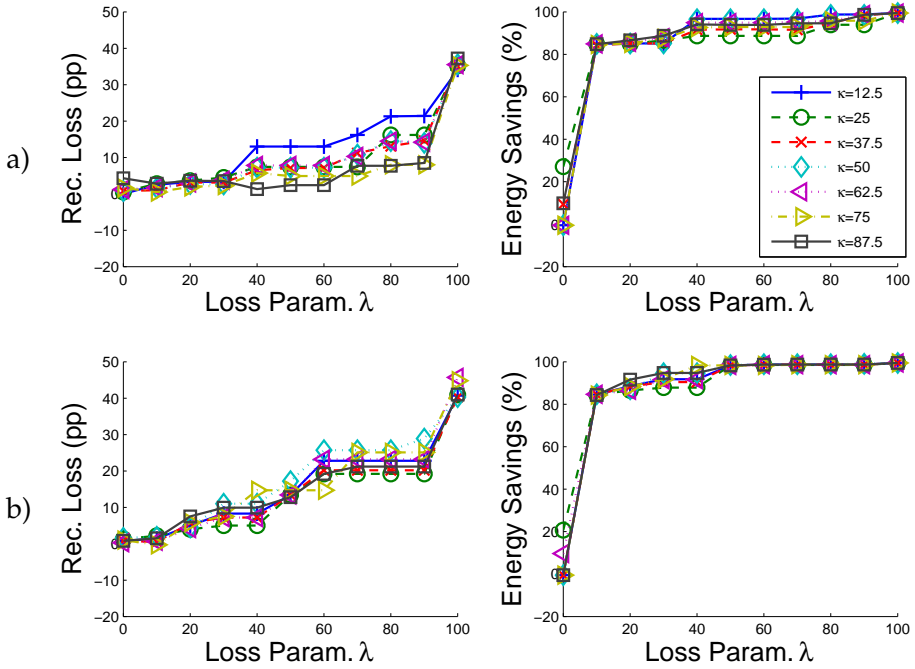 a)
Rec. Loss (pp)
50
40
30
20
10
0
−10
−20
0 20 40 60 80 100
Loss Param. λ
Energy Savings (%)
100
80
60
40
20
0
−20
0 20 40 60 80 100
Loss Param. λ
κ=12.5
κ=25
κ=37.5
κ=50
κ=62.5
κ=75
κ=87.5
b)
Rec. Loss (pp)
50
40
30
20
10
0
−10
−20
0 20 40 60 80 100
Loss Param. λ
Energy Savings (%)
100
80
60
40
20
0
−20
0 20 40 60 80 100
Loss Param. λ